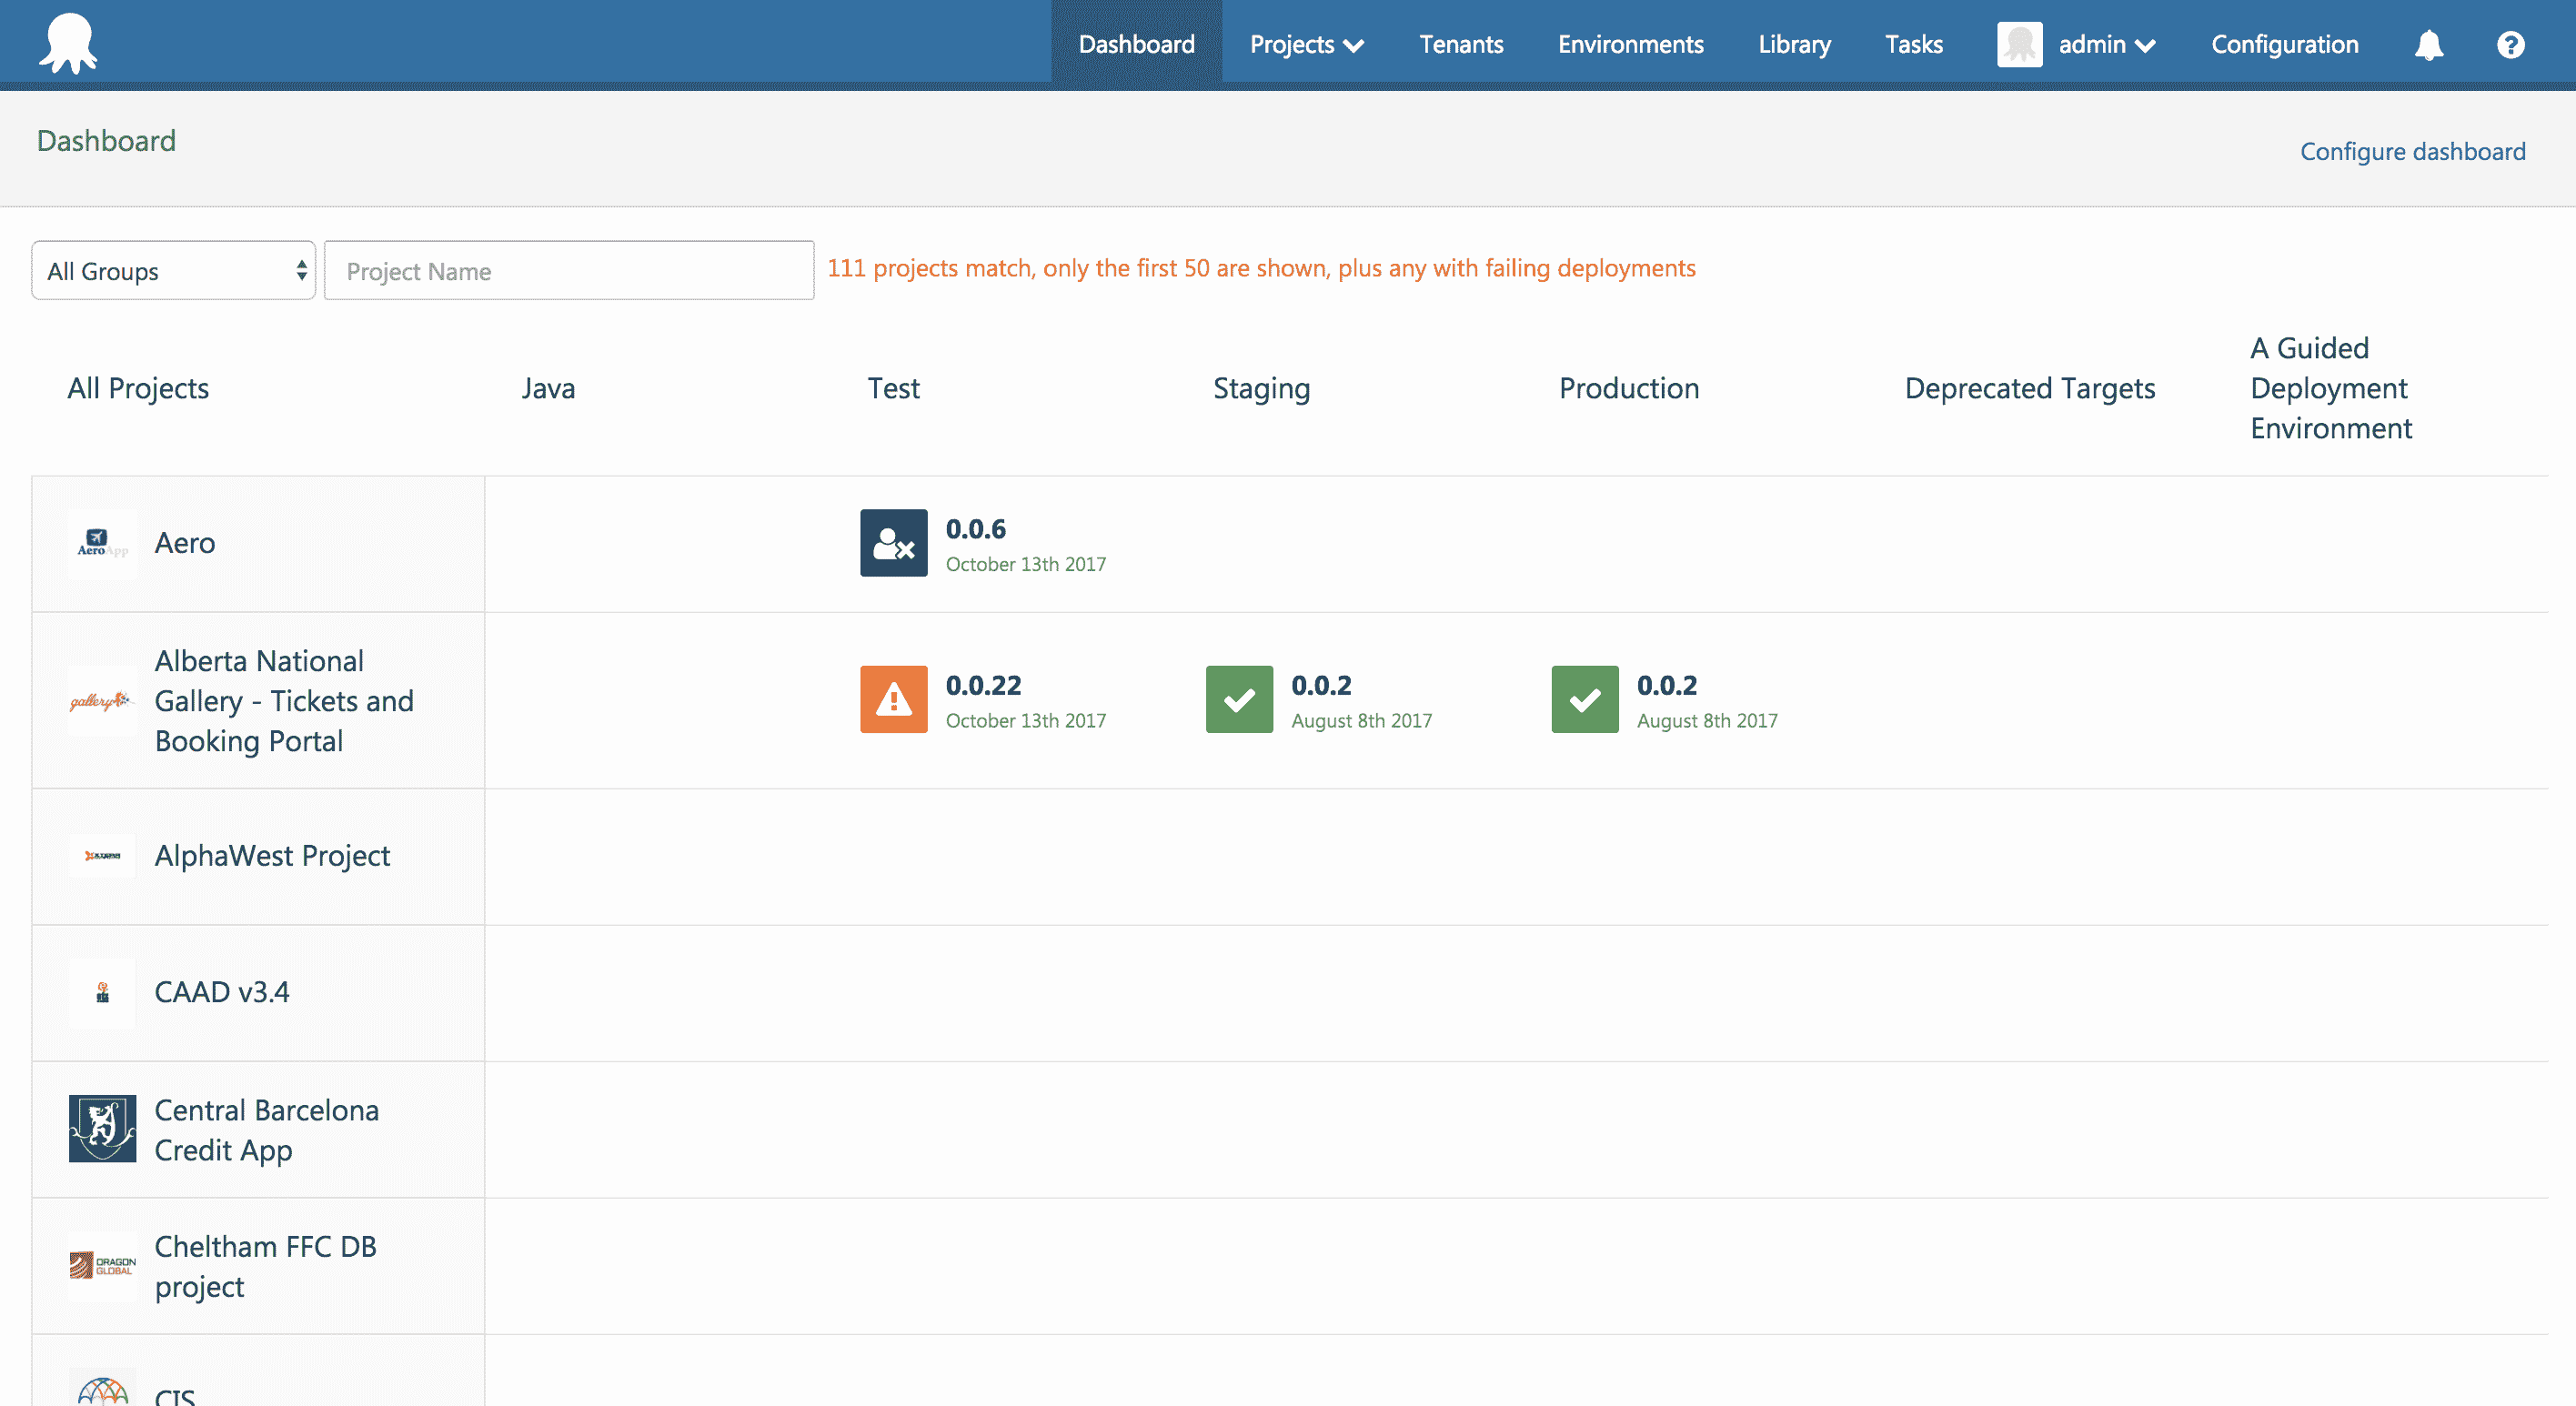 Dashboard Projects Tenants Environments Library Tasks admin Configuration
Dashboard
Configure dashboard
All Groups
Project Name
111 projects match, only the first 50 are shown, plus any with failing deployments
All Projects Java Test Staging Production Deprecated Targets A Guided
Deployment
Environment
AeroApp
Aero
0.0.6
October 13th 2017
gallery
Alberta National
Gallery - Tickets and
Booking Portal
0.0.22
October 13th 2017
0.0.2
August 8th 2017
0.0.2
August 8th 2017
AlphaWest Project
CAAD v3.4
Central Barcelona
Credit App
DRAGON
GLOBAL
Cheltham FFC DB
project
CIS